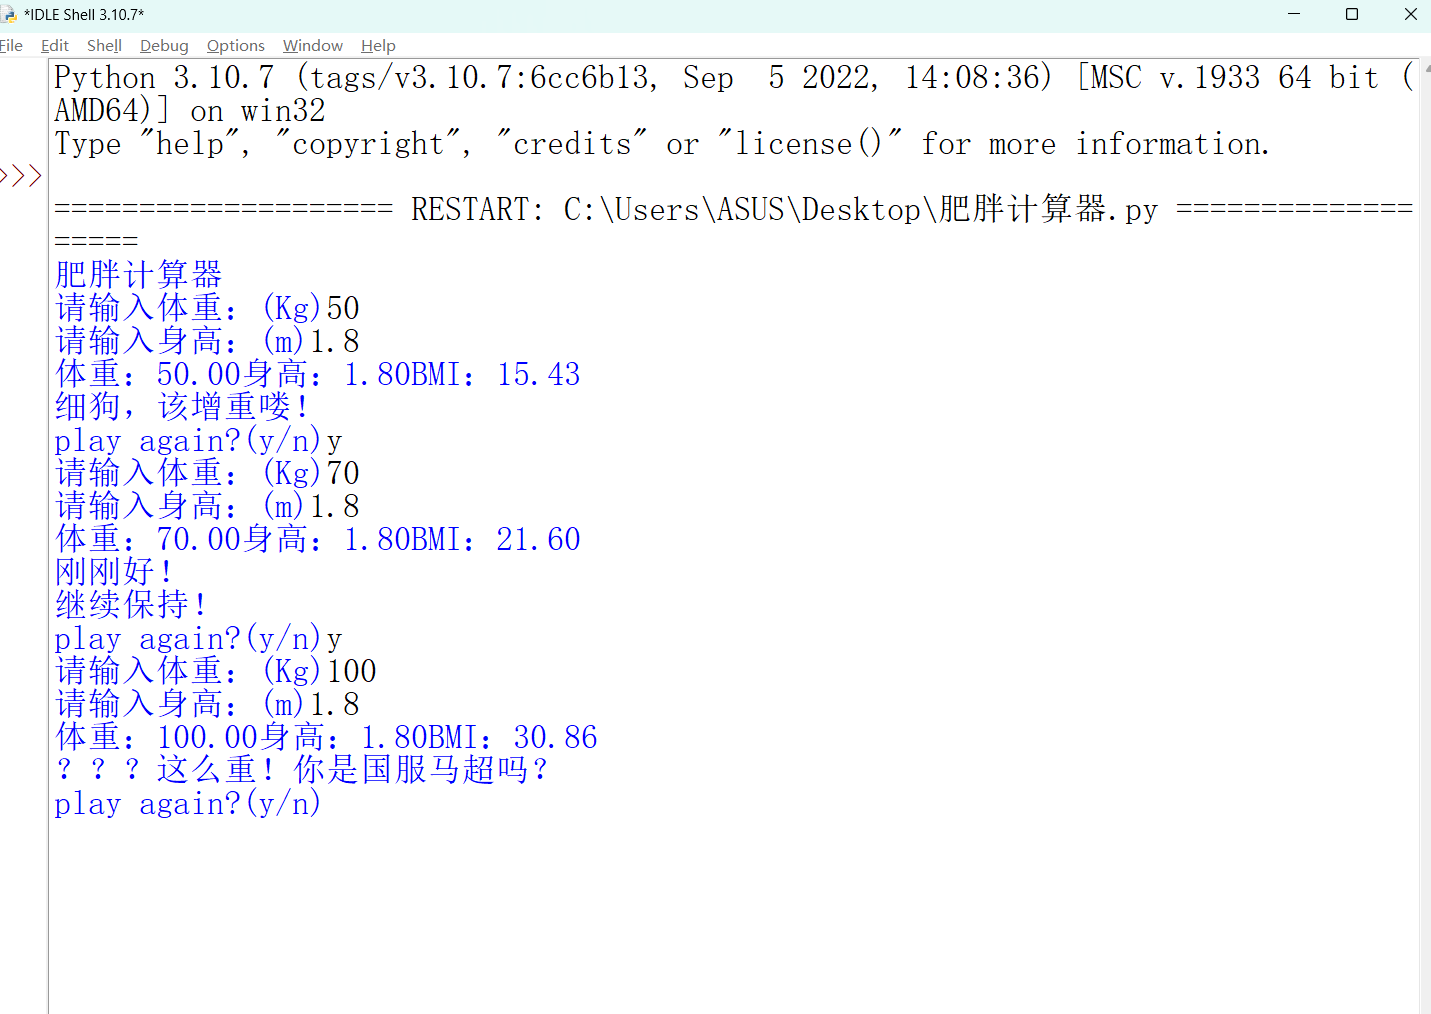 *IDLE Shell 3.10.7*
File Edit Shell Debug Options Window Help
Python 3.10.7 (tags/v3.10.7:6cc6b13, Sep  5 2022, 14:08:36) [MSC v.1933 64 bit (
AMD64)] on win32
Type "help", "copyright", "credits" or "license()" for more information.
>>>
==================== RESTART: C:\Users\ASUS\Desktop\肥胖计算器.py ==============
=====
肥胖计算器
请输入体重：(Kg)50
请输入身高：(m)1.8
体重：50.00身高：1.80BMI：15.43
细狗，该增重喽！
play again?(y/n)y
请输入体重：(Kg)70
请输入身高：(m)1.8
体重：70.00身高：1.80BMI：21.60
刚刚好！
继续保持！
play again?(y/n)y
请输入体重：(Kg)100
请输入身高：(m)1.8
体重：100.00身高：1.80BMI：30.86
？？？这么重！你是国服马超吗？
play again?(y/n)